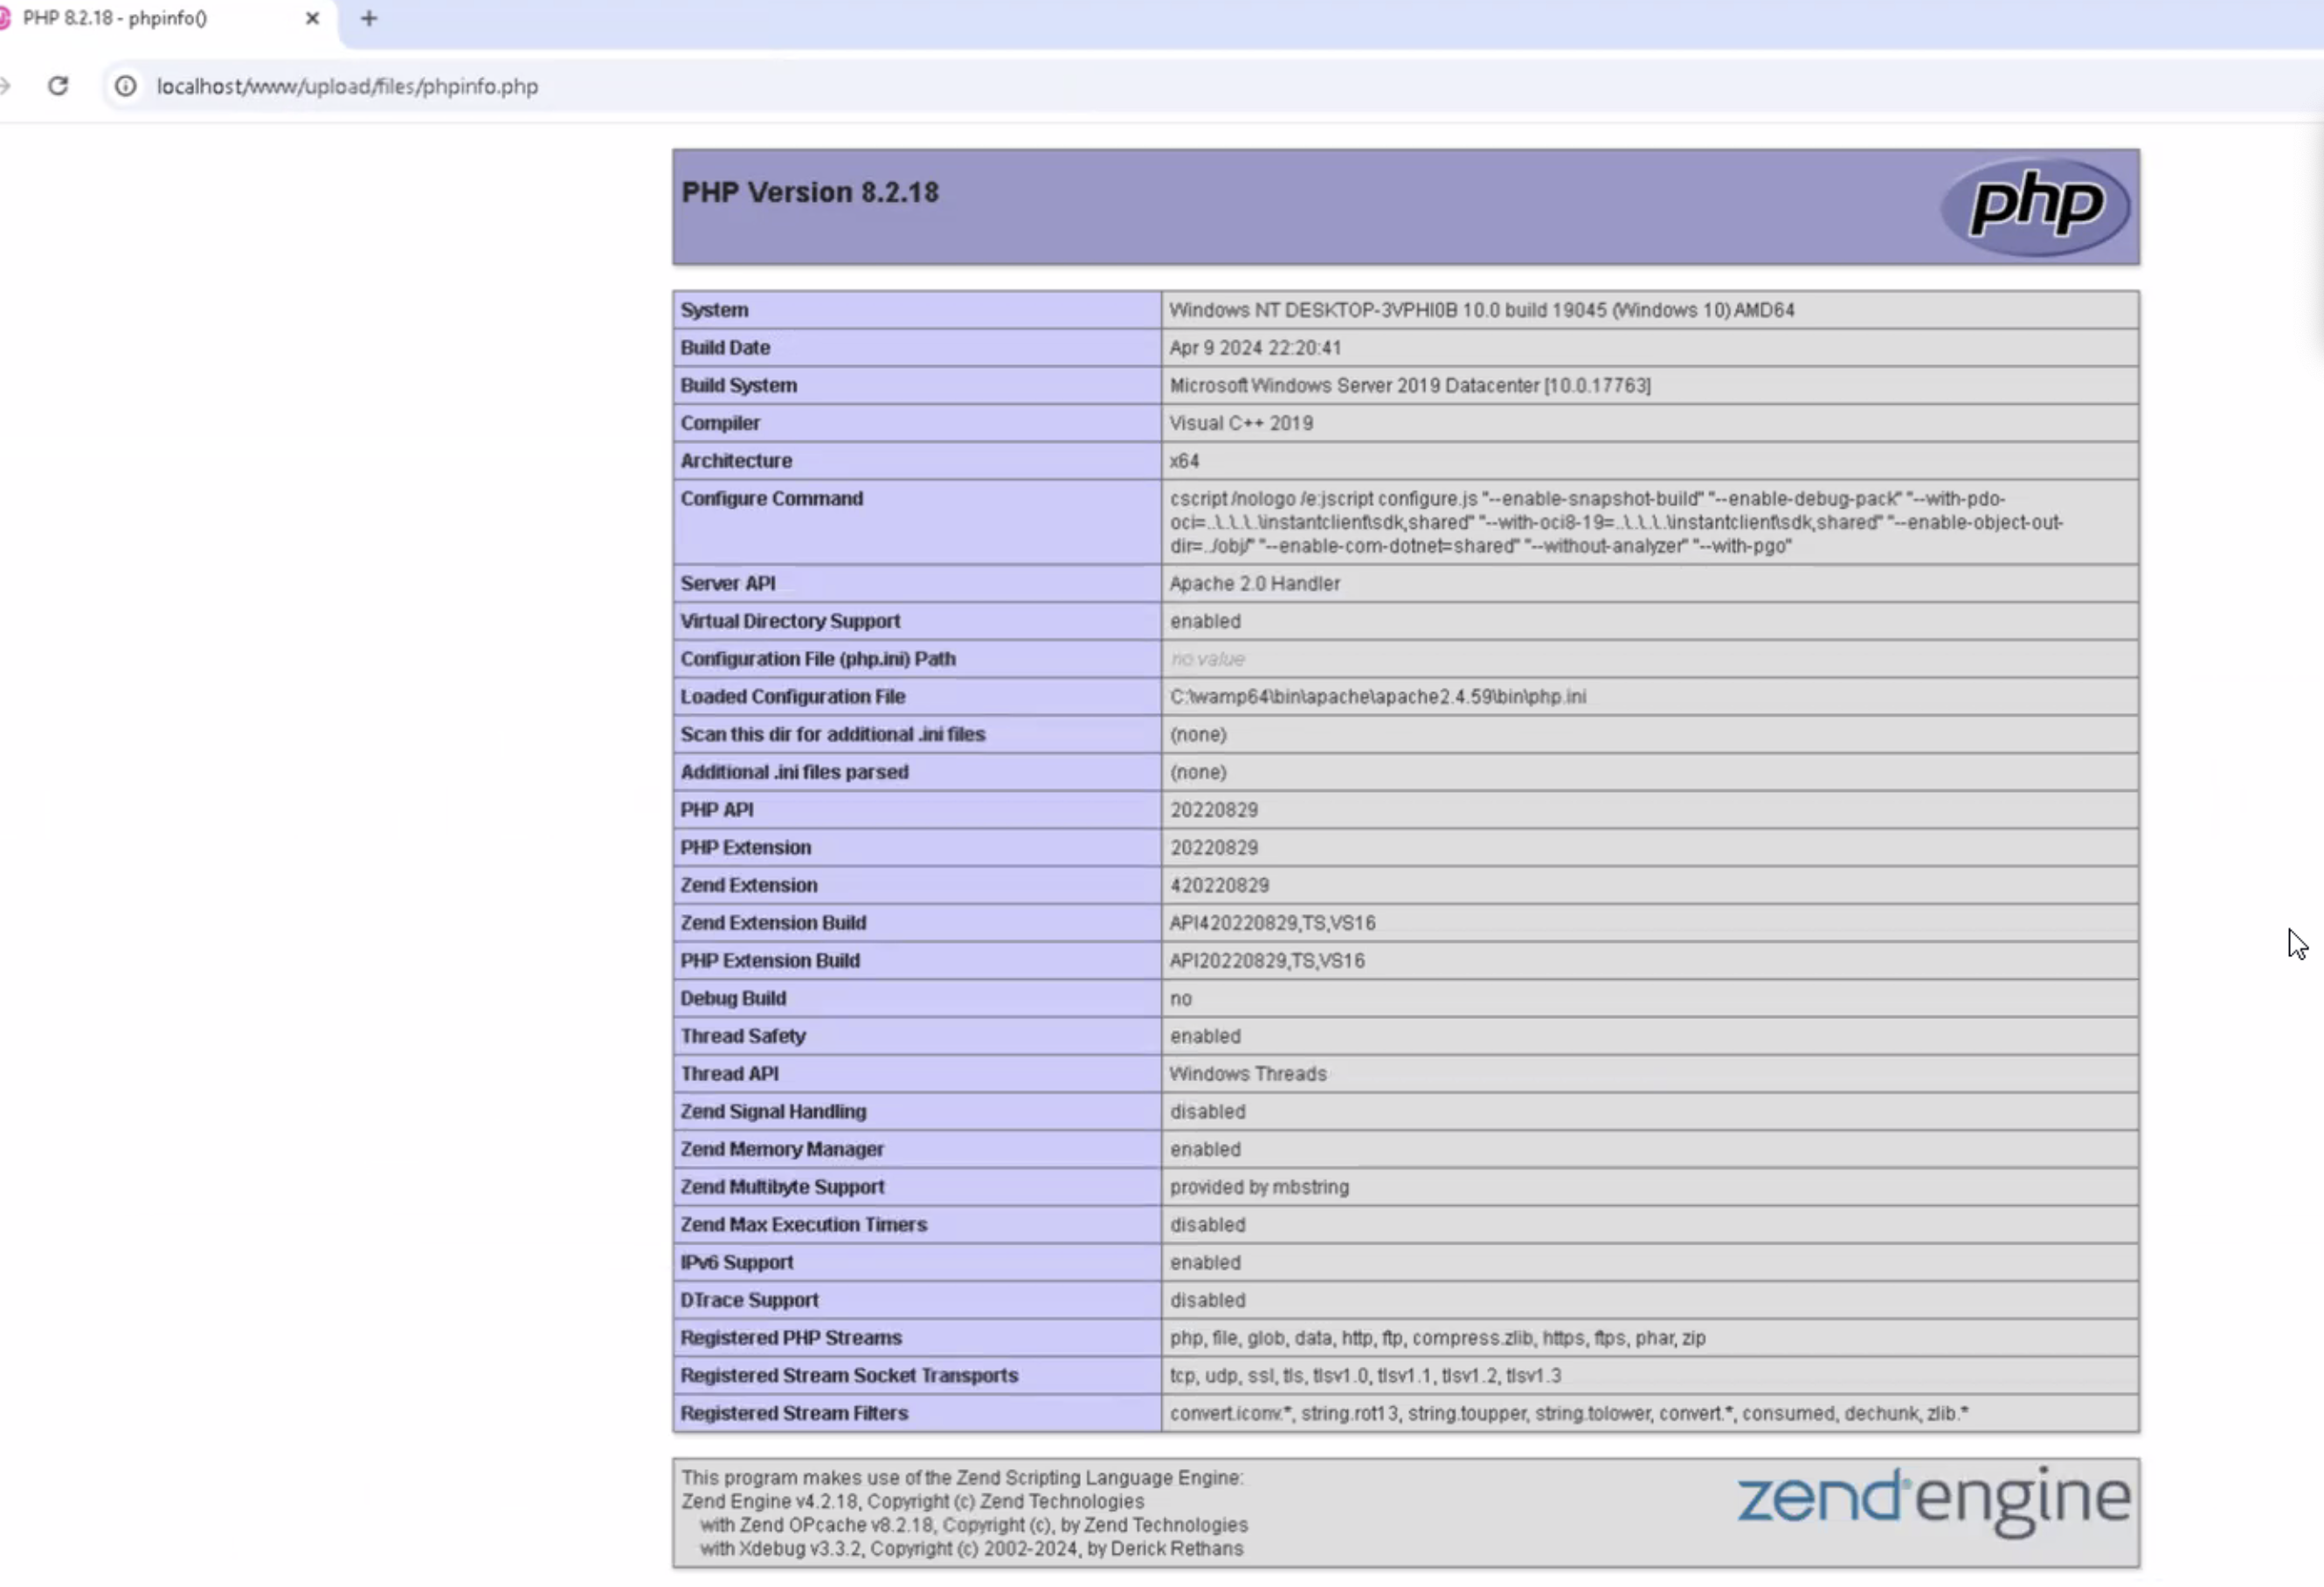 PHP 8.2.18 - phpinfo()
localhost/www/upload/files/phpinfo.php
PHP Version 8.2.18
php
System Windows NT DESKTOP-3VPHI0B 10.0 build 19045 (Windows 10) AMD64
Build Date Apr 9 2024 22:20:41
Build System Microsoft Windows Server 2019 Datacenter [10.0.17763]
Compiler Visual C++ 2019
Architecture x64
Configure Command cscript /nologo /e:jscript configure.js "--enable-snapshot-build" "--enable-debug-pack" "--with-pdo-
oci=..\..\..\..\instantclient\sdk,shared" "--with-oci8-19=..\..\..\..\instantclient\sdk,shared" "--enable-object-out-
dir=../obj/" "--enable-com-dotnet=shared" "--without-analyzer" "--with-pgo"
Server API Apache 2.0 Handler
Virtual Directory Support enabled
Configuration File (php.ini) Path no value
Loaded Configuration File C:\wamp64\bin\apache\apache2.4.59\bin\php.ini
Scan this dir for additional .ini files (none)
Additional .ini files parsed (none)
PHP API 20220829
PHP Extension 20220829
Zend Extension 420220829
Zend Extension Build API420220829,TS,VS16
PHP Extension Build API20220829,TS,VS16
Debug Build no
Thread Safety enabled
Thread API Windows Threads
Zend Signal Handling disabled
Zend Memory Manager enabled
Zend Multibyte Support provided by mbstring
Zend Max Execution Timers disabled
IPv6 Support enabled
DTrace Support disabled
Registered PHP Streams php, file, glob, data, http, ftp, compress.zlib, https, ftps, phar, zip
Registered Stream Socket Transports tcp, udp, ssl, tls, tlsv1.0, tlsv1.1, tlsv1.2, tlsv1.3
Registered Stream Filters convert.iconv.*, string.rot13, string.toupper, string.tolower, convert.*, consumed, dechunk, zlib.*
This program makes use of the Zend Scripting Language Engine:
Zend Engine v4.2.18, Copyright (c) Zend Technologies
with Zend OPcache v8.2.18, Copyright (c), by Zend Technologies
with Xdebug v3.3.2, Copyright (c) 2002-2024, by Derick Rethans
zend engine